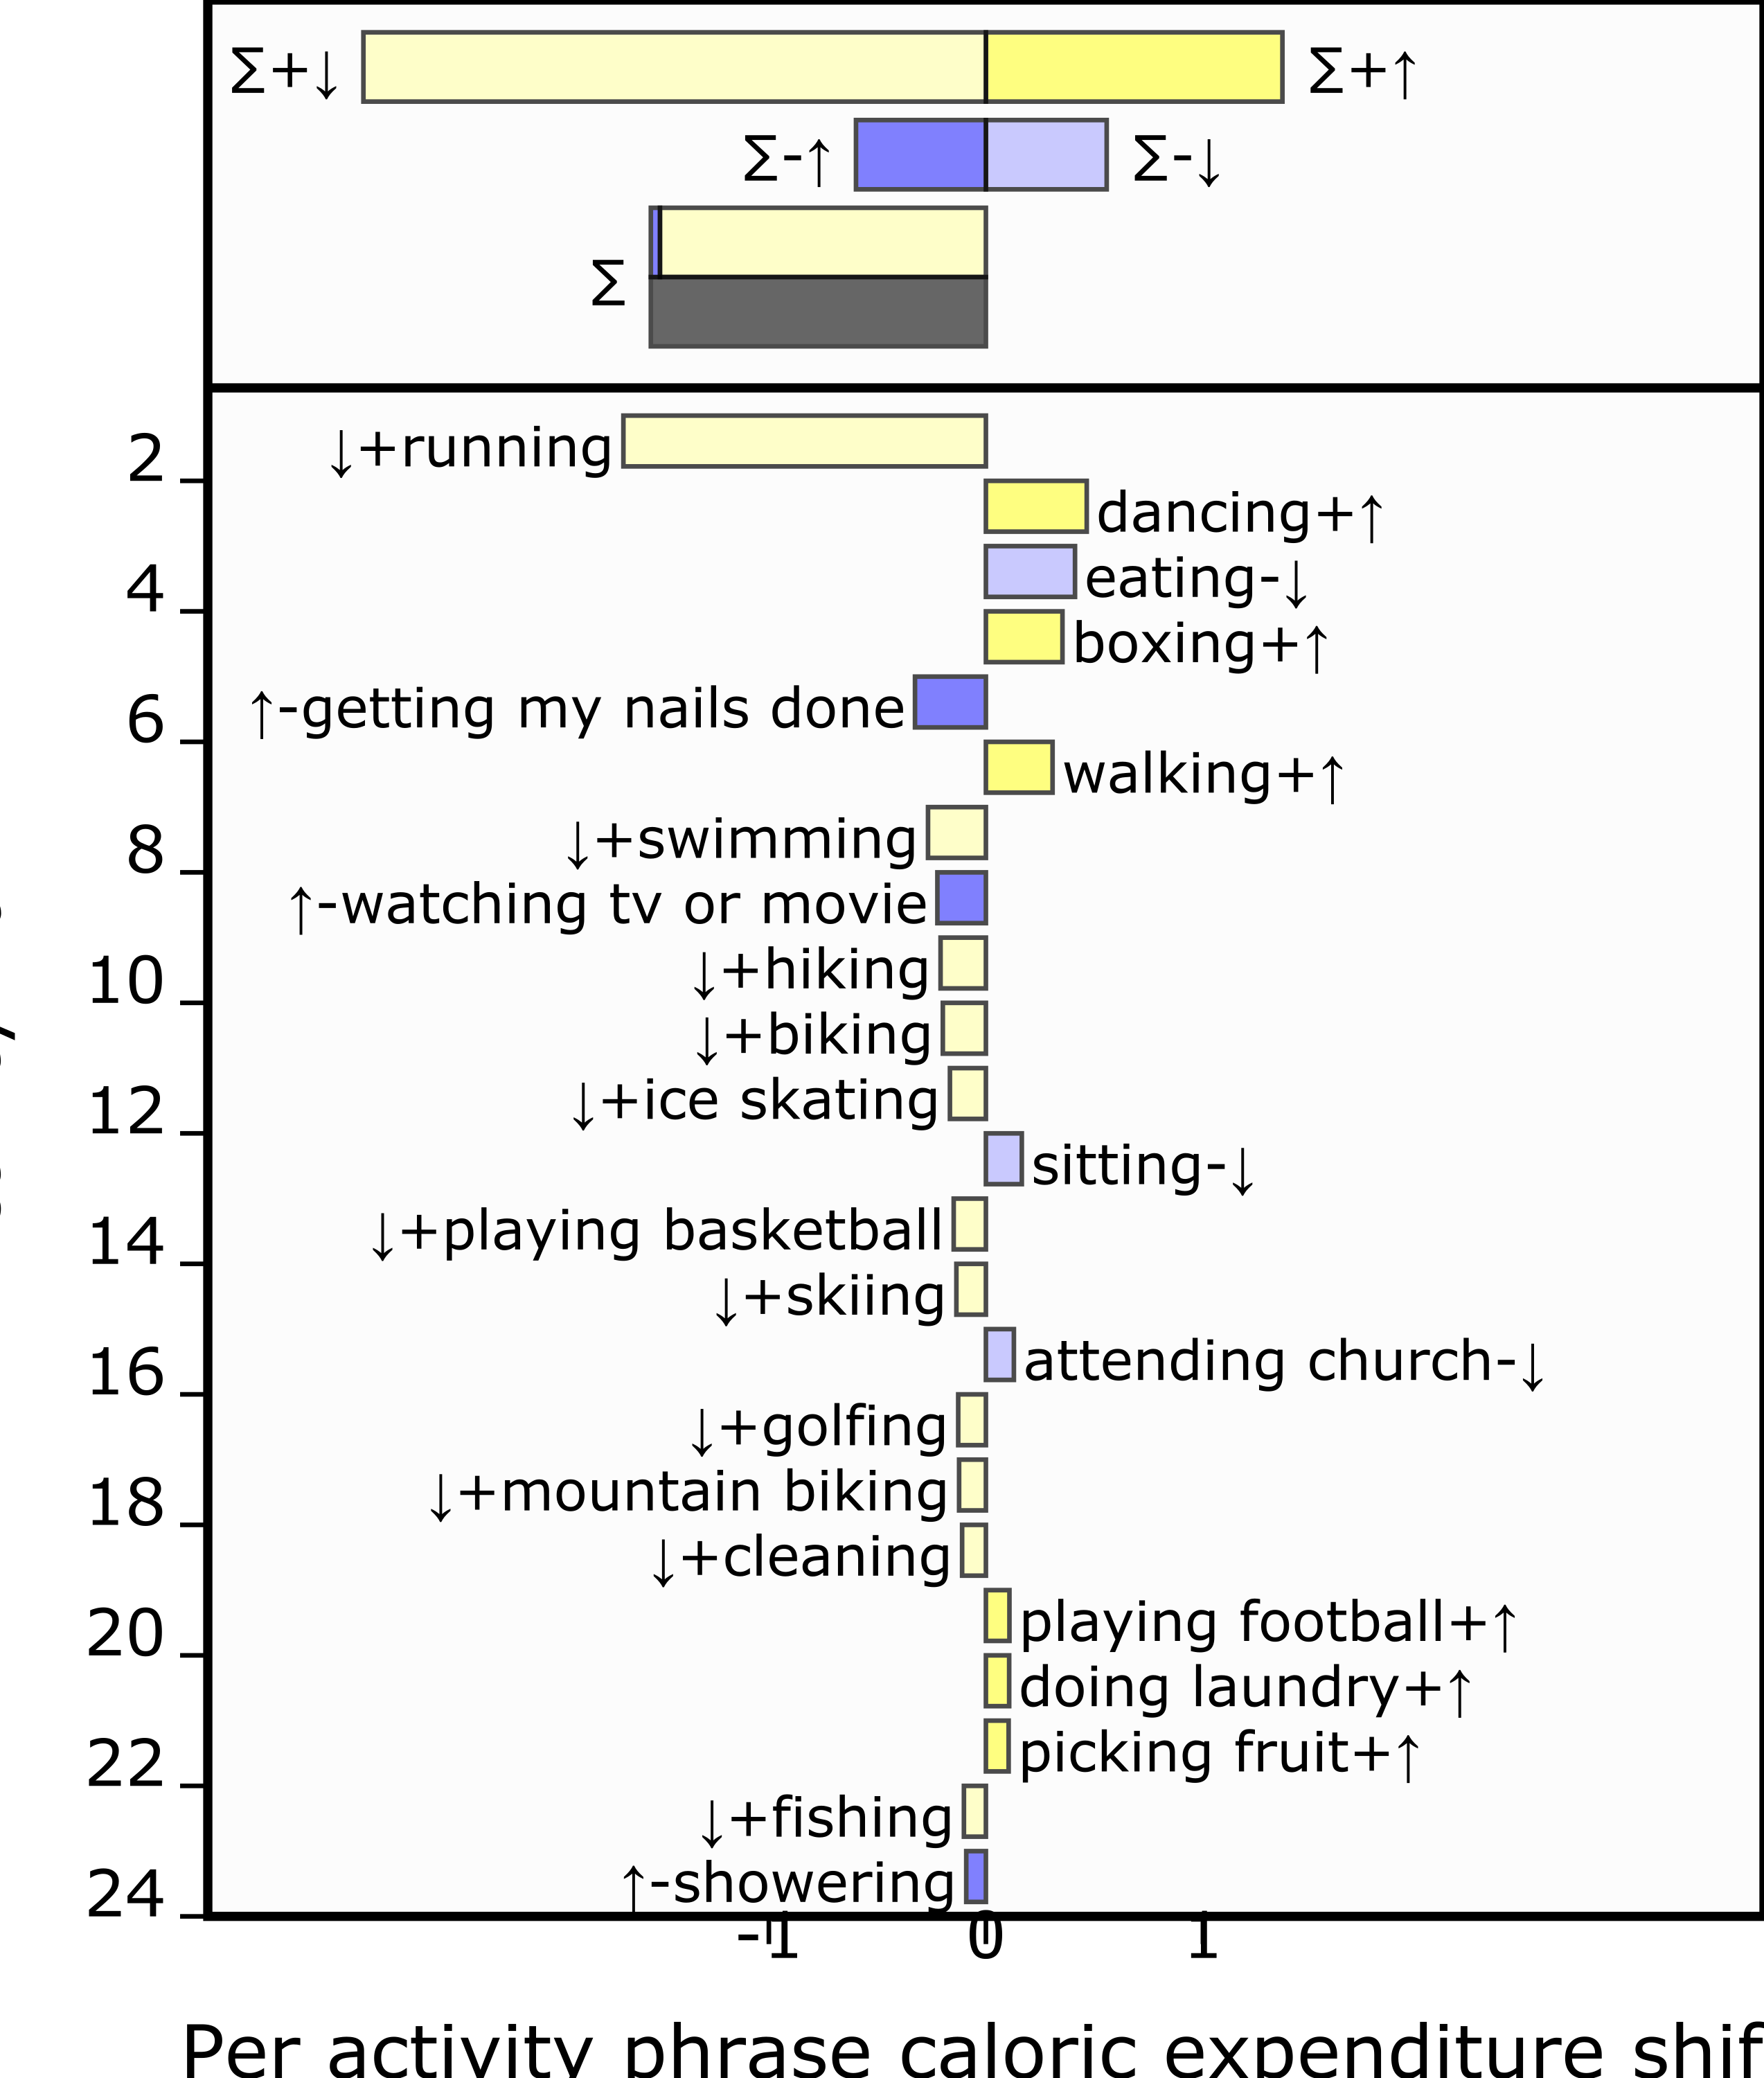 ∑+↓ ∑+↑
∑-↑ ∑-↓
∑
2 ↓+running
dancing+↑
4 eating-↓
boxing+↑
6 ↑-getting my nails done
walking+↑
8 ↓+swimming
↑-watching tv or movie
10 ↓+hiking
↓+biking
12 ↓+ice skating
sitting-↓
14 ↓+playing basketball
↓+skiing
16 attending church-↓
↓+golfing
18 ↓+mountain biking
↓+cleaning
20 playing football+↑
doing laundry+↑
22 picking fruit+↑
↓+fishing
24 ↑-showering
-1 0 1
Per activity phrase caloric expenditure shif